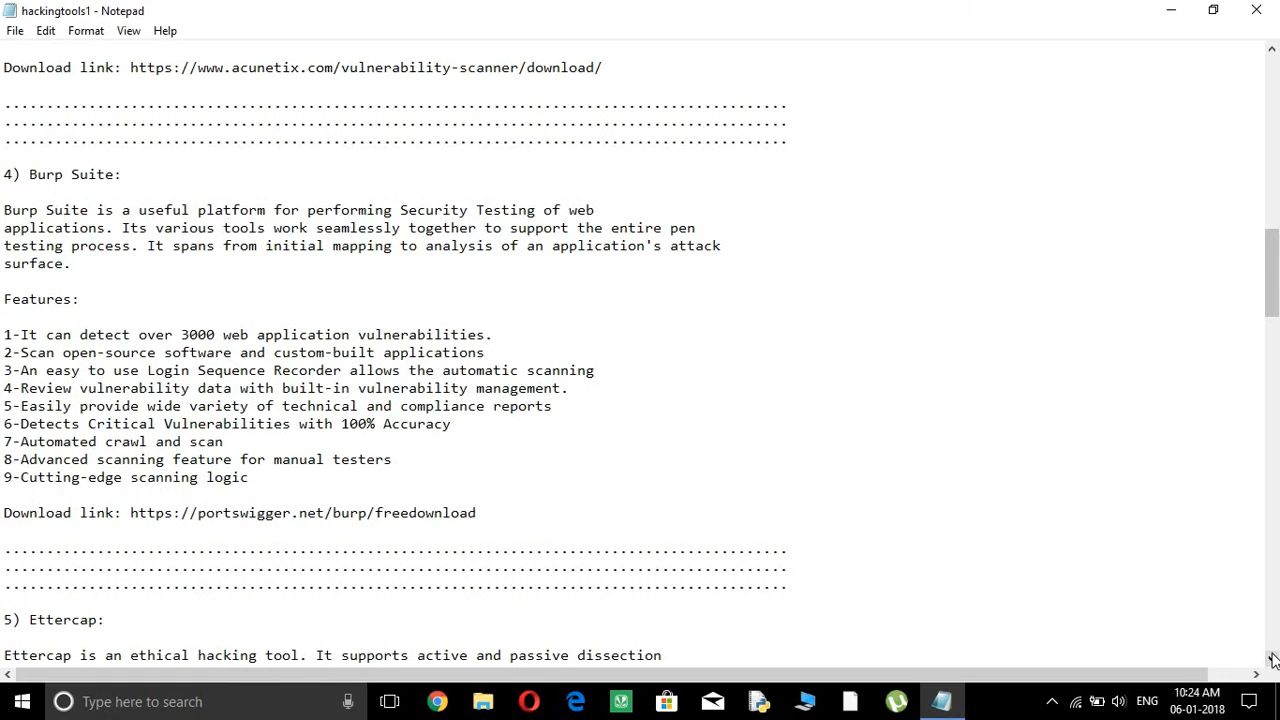 hackingtools1 - Notepad
File Edit Format View Help
Download link: https://www.acunetix.com/vulnerability-scanner/download/
.............................................................................................
.............................................................................................
.............................................................................................
4) Burp Suite:
Burp Suite is a useful platform for performing Security Testing of web
applications. Its various tools work seamlessly together to support the entire pen
testing process. It spans from initial mapping to analysis of an application's attack
surface.
Features:
1-It can detect over 3000 web application vulnerabilities.
2-Scan open-source software and custom-built applications
3-An easy to use Login Sequence Recorder allows the automatic scanning
4-Review vulnerability data with built-in vulnerability management.
5-Easily provide wide variety of technical and compliance reports
6-Detects Critical Vulnerabilities with 100% Accuracy
7-Automated crawl and scan
8-Advanced scanning feature for manual testers
9-Cutting-edge scanning logic
Download link: https://portswigger.net/burp/freedownload
.............................................................................................
.............................................................................................
.............................................................................................
5) Ettercap:
Ettercap is an ethical hacking tool. It supports active and passive dissection
Type here to search
ENG
10:24 AM
06-01-2018